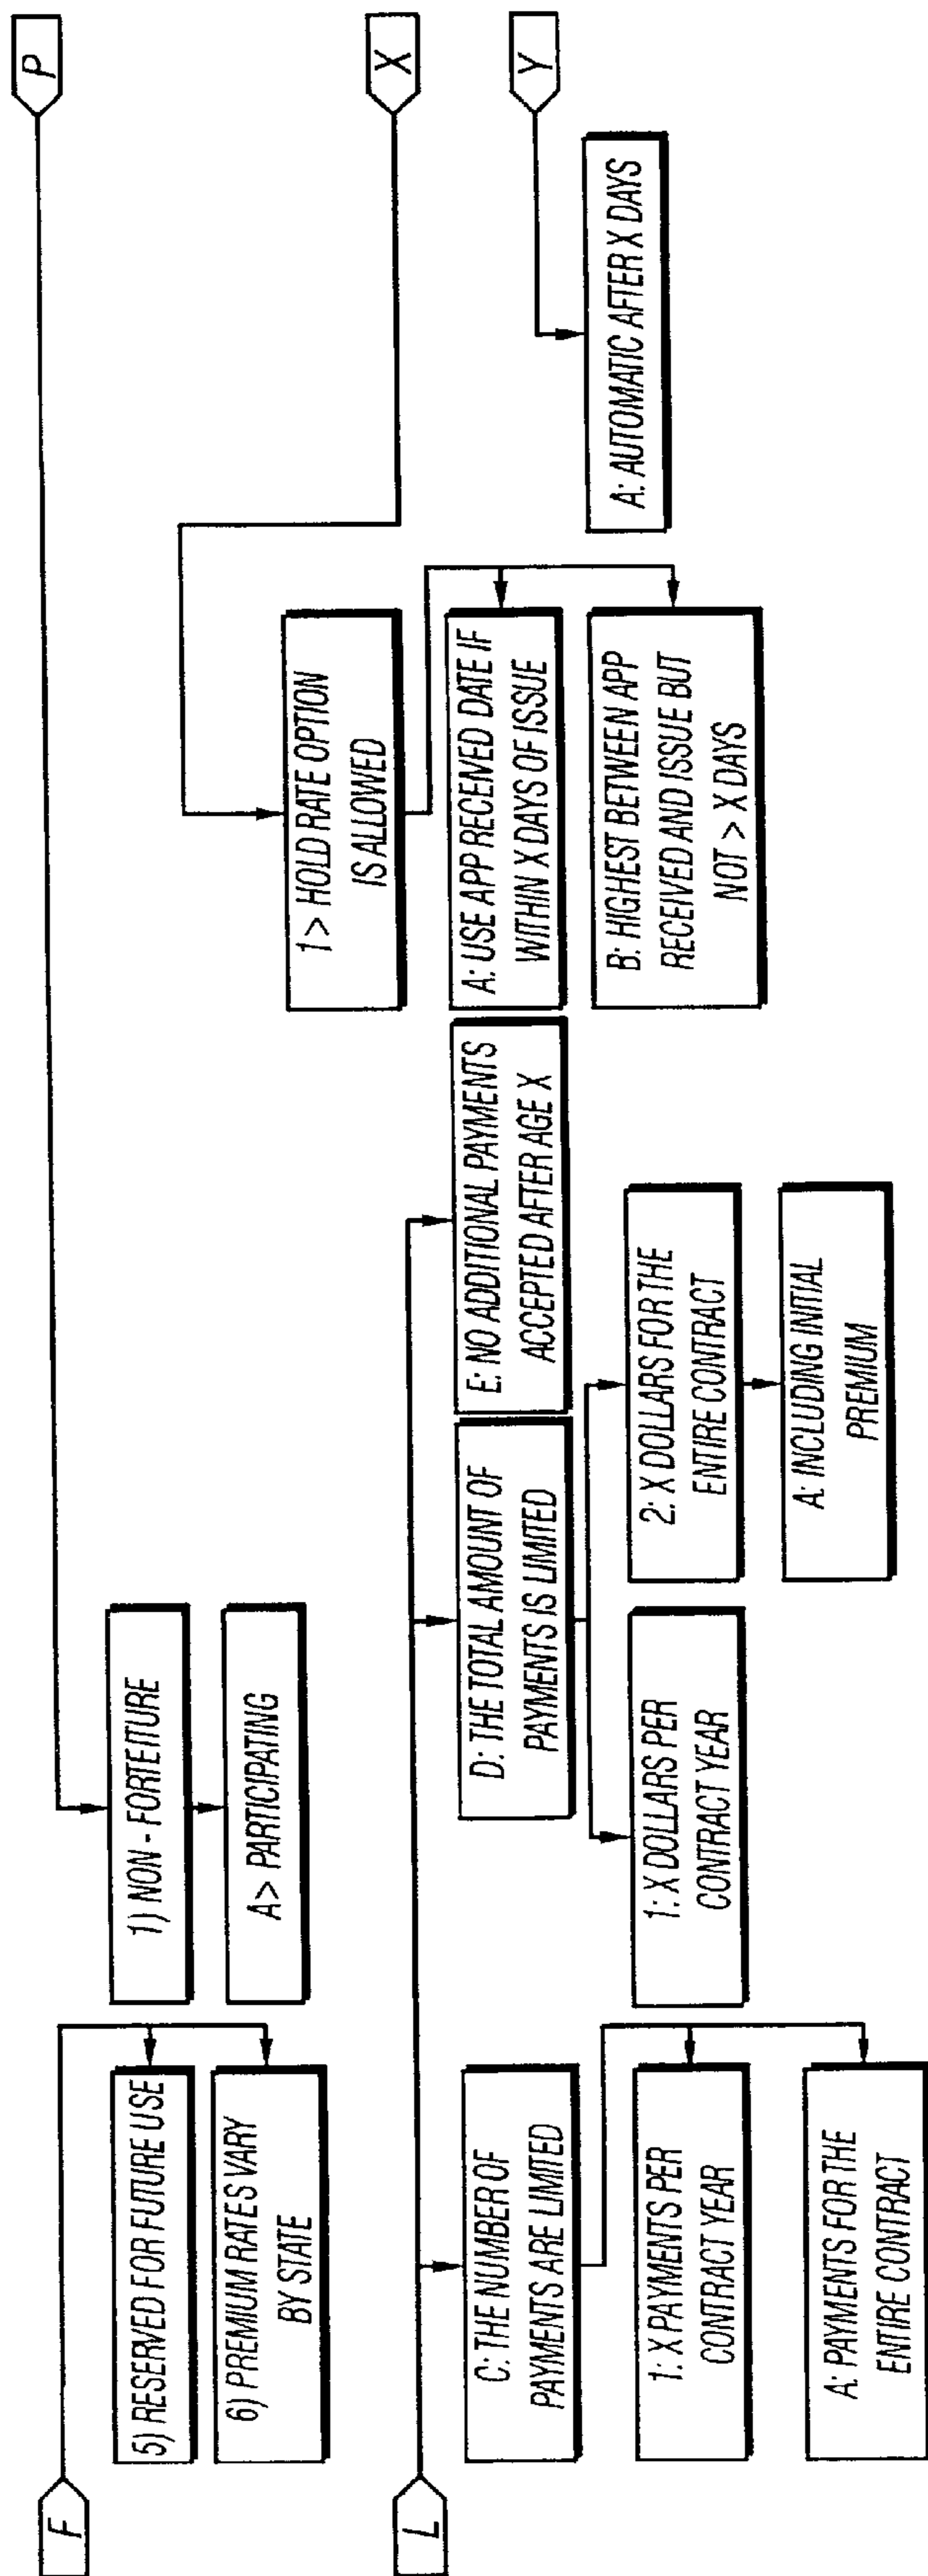 F
5) RESERVED FOR FUTURE USE
6) PREMIUM RATES VARY
BY STATE
1) NON - FORTEITURE
A> PARTICIPATING
P
L
C: THE NUMBER OF
PAYMENTS ARE LIMITED
1: X PAYMENTS PER
CONTRACT YEAR
A: PAYMENTS FOR THE
ENTIRE CONTRACT
D: THE TOTAL AMOUNT OF
PAYMENTS IS LIMITED
1: X DOLLARS PER
CONTRACT YEAR
2: X DOLLARS FOR THE
ENTIRE CONTRACT
A: INCLUDING INITIAL
PREMIUM
E: NO ADDITIONAL PAYMENTS
ACCEPTED AFTER AGE X
1> HOLD RATE OPTION
IS ALLOWED
A: USE APP RECEIVED DATE IF
WITHIN X DAYS OF ISSUE
B: HIGHEST BETWEEN APP
RECEIVED AND ISSUE BUT
NOT > X DAYS
X
Y
A: AUTOMATIC AFTER X DAYS